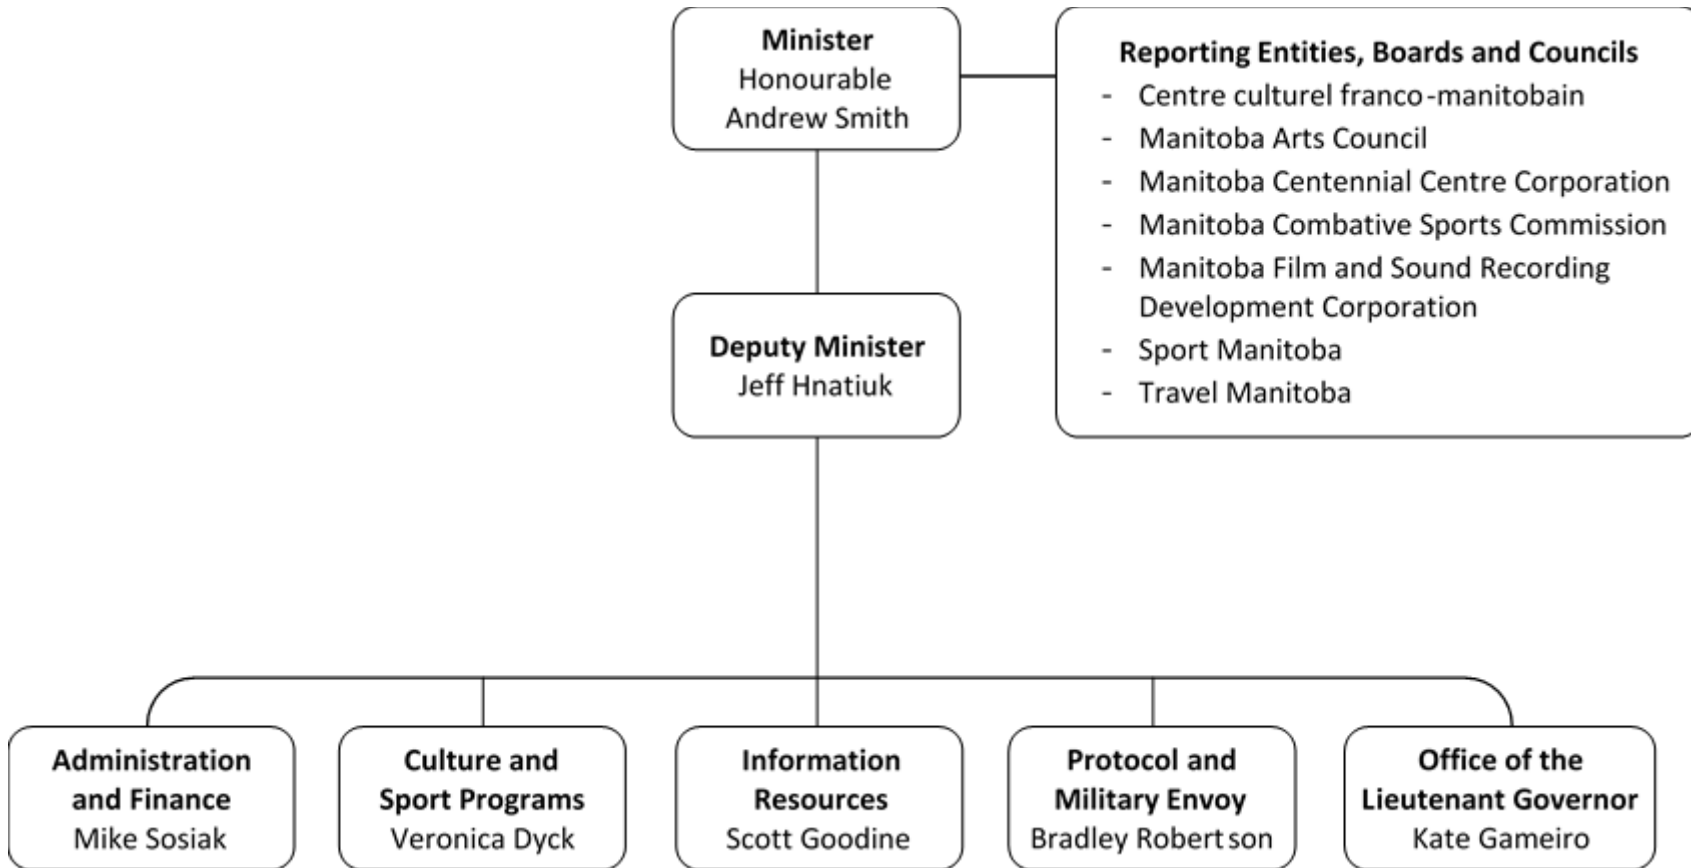 Minister
Honourable
Andrew Smith
Reporting Entities, Boards and Councils
- Centre culturel franco-manitobain
- Manitoba Arts Council
- Manitoba Centennial Centre Corporation
- Manitoba Combative Sports Commission
- Manitoba Film and Sound Recording
Development Corporation
- Sport Manitoba
- Travel Manitoba
Deputy Minister
Jeff Hnatiuk
Administration
and Finance
Mike Sosiak
Culture and
Sport Programs
Veronica Dyck
Information
Resources
Scott Goodine
Protocol and
Military Envoy
Bradley Robertson
Office of the
Lieutenant Governor
Kate Gameiro